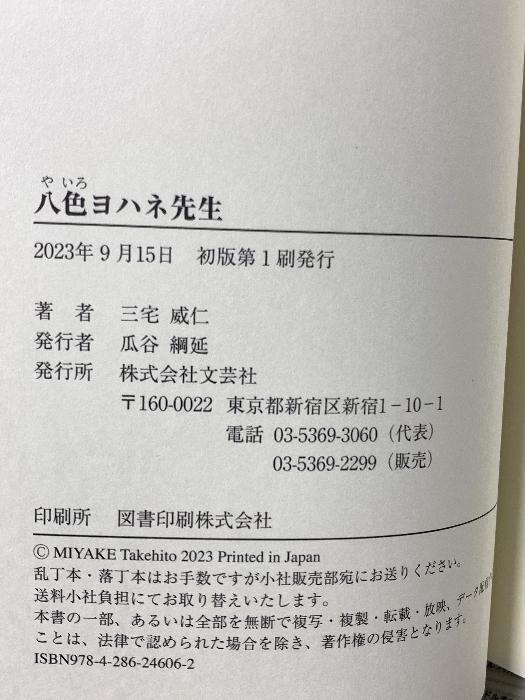 や いろ
八色ヨハネ先生
2023年9月15日　初版第1刷発行
著　者　三宅 威仁
発行者　瓜谷 綱延
発行所　株式会社文芸社
〒160-0022　東京都新宿区新宿1－10－1
電話　03-5369-3060（代表）
03-5369-2299（販売）
印刷所　図書印刷株式会社
© MIYAKE Takehito 2023 Printed in Japan
乱丁本・落丁本はお手数ですが小社販売部宛にお送りください。
送料小社負担にてお取り替えいたします。
本書の一部、あるいは全部を無断で複写・複製・転載・放映、データ配信
ことは、法律で認められた場合を除き、著作権の侵害となります。
ISBN978-4-286-24606-2